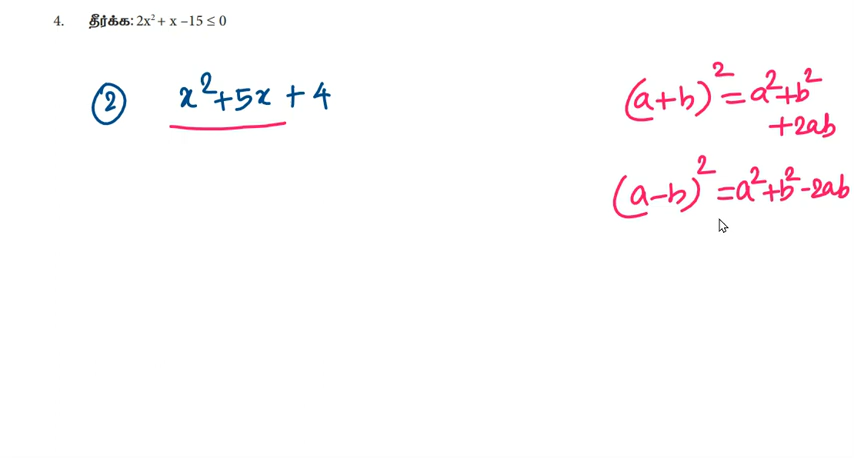 4. தீர்க்க: 2x² + x –15 ≤ 0
② x² + 5x + 4
(a+b)² = a² + b²
+2ab
(a–b)² = a² + b² – 2ab